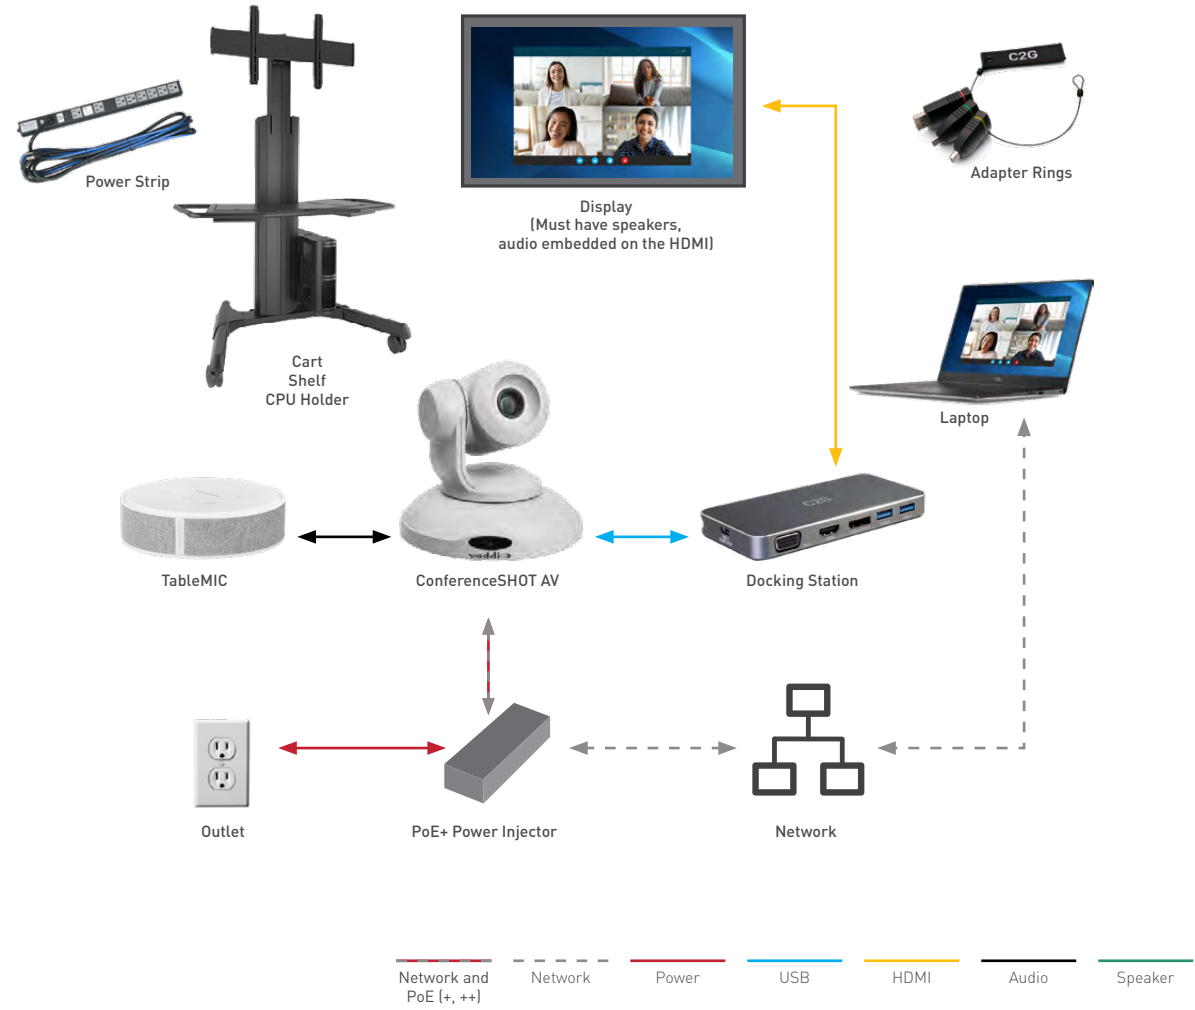 C2G
Power Strip
Adapter Rings
Display
(Must have speakers,
audio embedded on the HDMI)
Cart
Shelf
CPU Holder
Laptop
C2G
vaddio
TableMIC
ConferenceSHOT AV
Docking Station
Outlet
PoE+ Power Injector
Network
Network and
PoE (+, ++)
Network
Power
USB
HDMI
Audio
Speaker